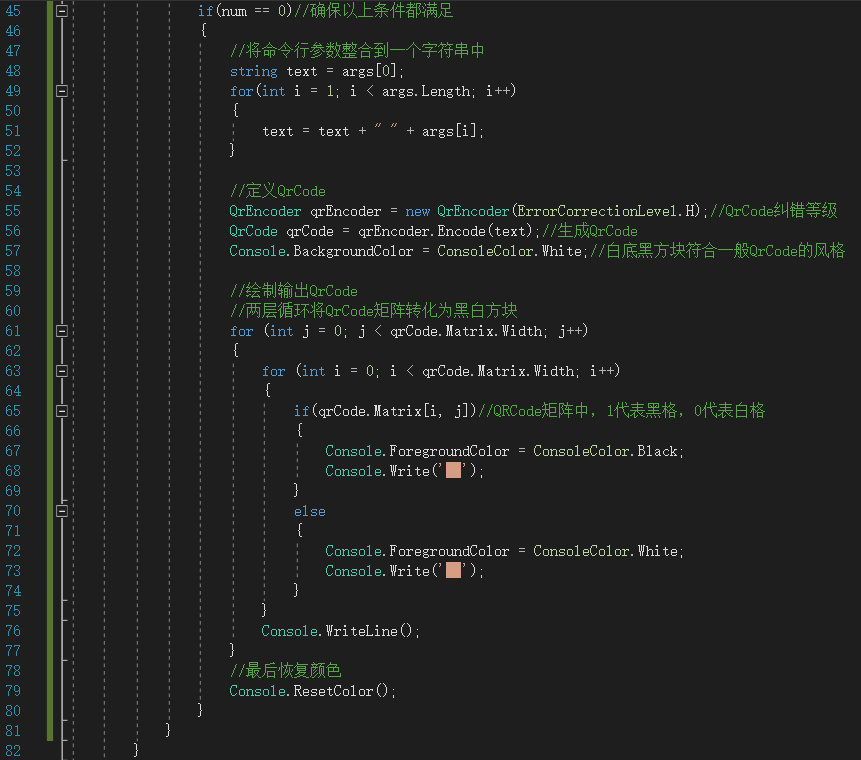 45 if(num == 0)//确保以上条件都满足
46 {
47 //将命令行参数整合到一个字符串中
48 string text = args[0];
49 for(int i = 1; i < args.Length; i++)
50 {
51 text = text + " " + args[i];
52 }
53
54 //定义QrCode
55 QrEncoder qrEncoder = new QrEncoder(ErrorCorrectionLevel.H);//QrCode纠错等级
56 QrCode qrCode = qrEncoder.Encode(text);//生成QrCode
57 Console.BackgroundColor = ConsoleColor.White;//白底黑方块符合一般QrCode的风格
58
59 //绘制输出QrCode
60 //两层循环将QrCode矩阵转化为黑白方块
61 for (int j = 0; j < qrCode.Matrix.Width; j++)
62 {
63 for (int i = 0; i < qrCode.Matrix.Width; i++)
64 {
65 if(qrCode.Matrix[i, j])//QRCode矩阵中，1代表黑格，0代表白格
66 {
67 Console.ForegroundColor = ConsoleColor.Black;
68 Console.Write('█');
69 }
70 else
71 {
72 Console.ForegroundColor = ConsoleColor.White;
73 Console.Write('█');
74 }
75 }
76 Console.WriteLine();
77 }
78 //最后恢复颜色
79 Console.ResetColor();
80 }
81 }
82 }